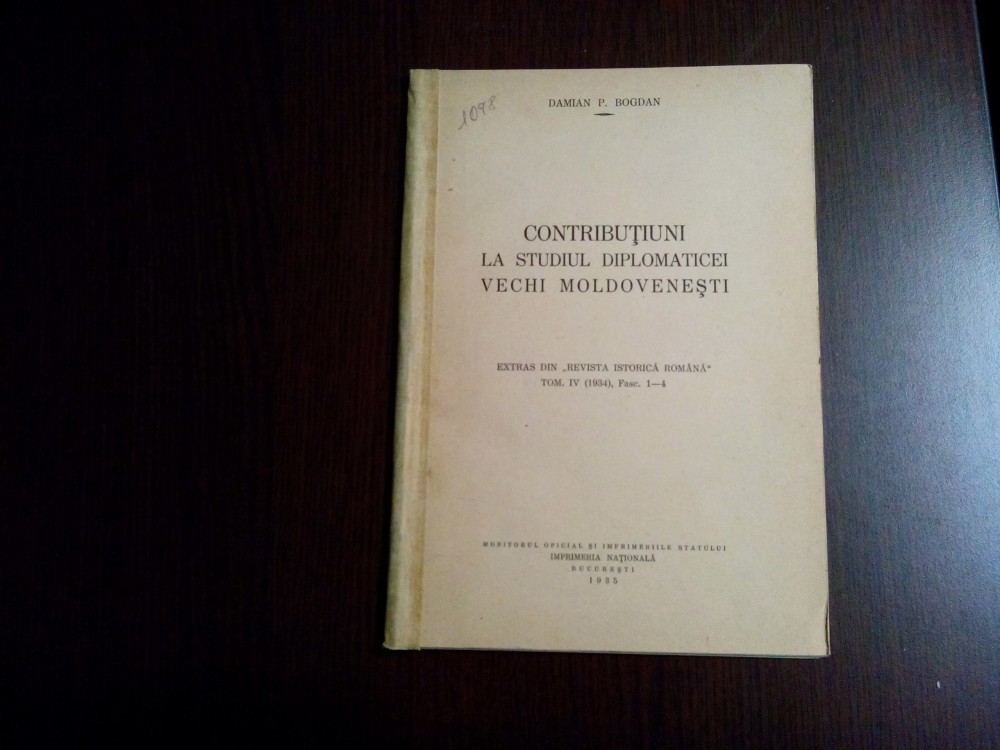 1098
DAMIAN P. BOGDAN
CONTRIBUŢIUNI
LA STUDIUL DIPLOMATICEI
VECHI MOLDOVENEŞTI
EXTRAS DIN „REVISTA ISTORICĂ ROMÂNĂ“
TOM. IV (1934), Fasc. 1—4
MONITORUL OFICIAL ŞI IMPRIMERIILE STATULUI
IMPRIMERIA NAŢIONALĂ
BUCUREŞTI
1935